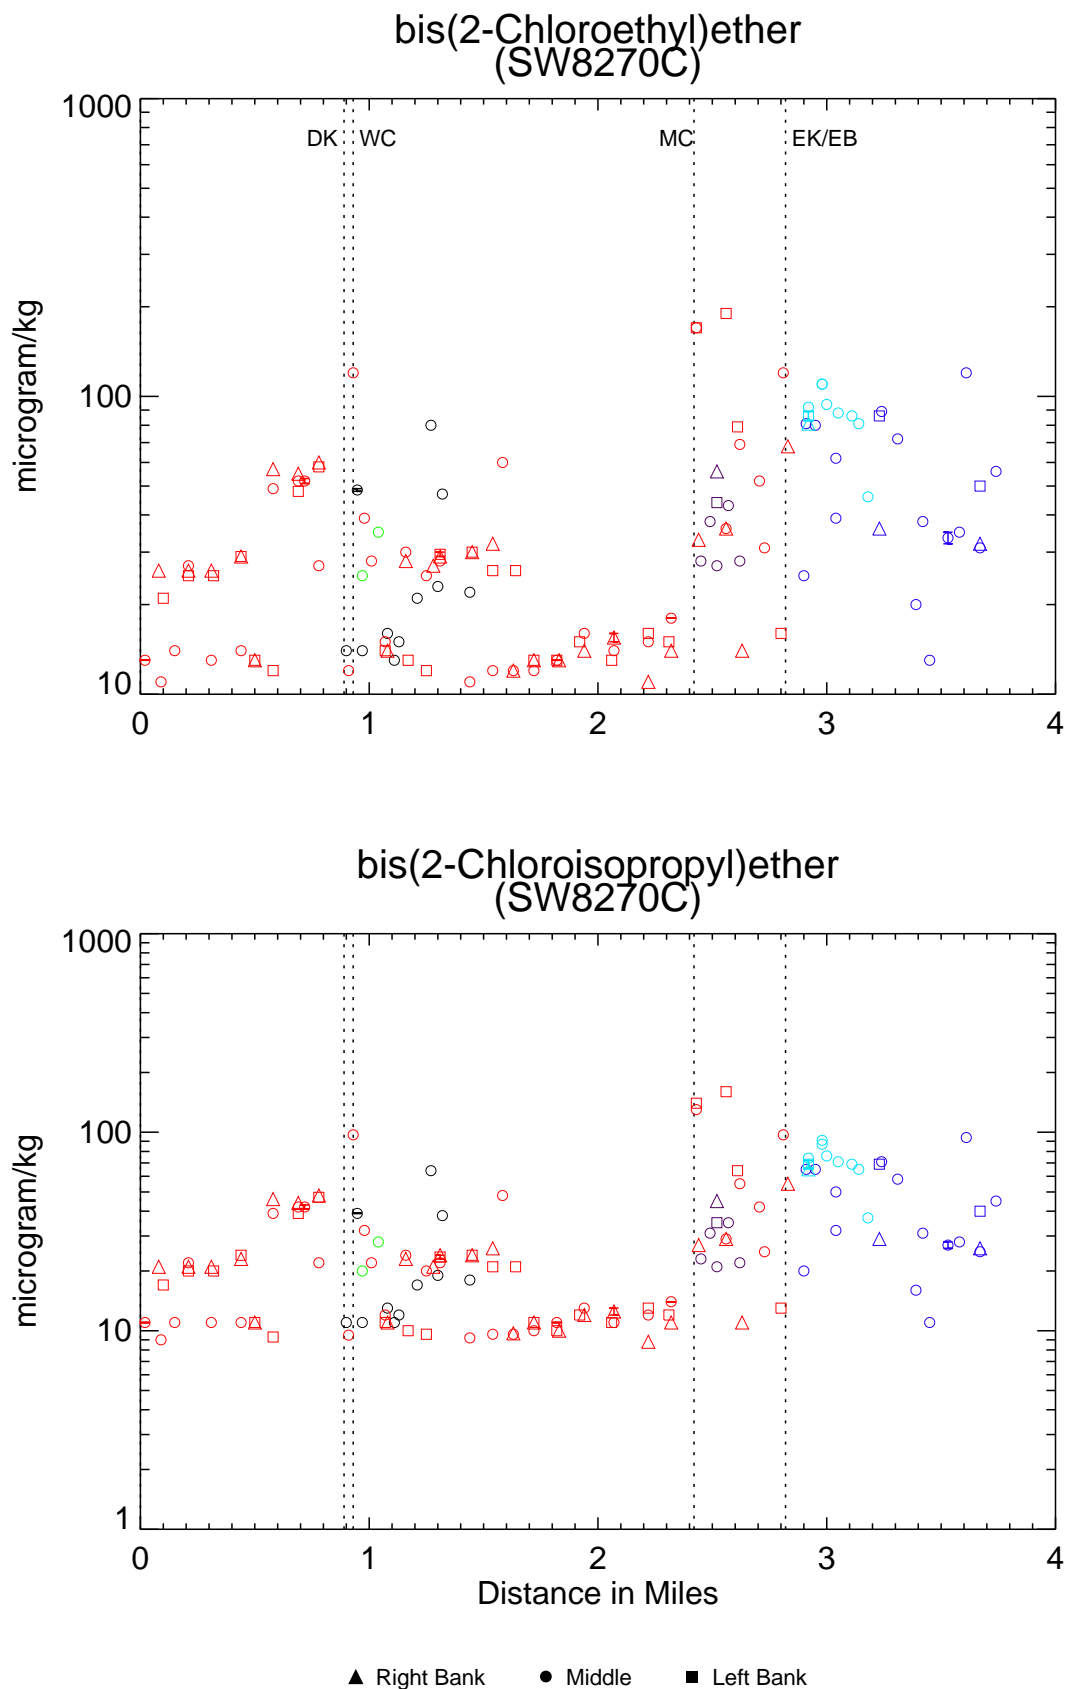 bis(2-Chloroethyl)ether
(SW8270C)
1000
DK WC MC EK/EB
microgram/kg
100
10
0 1 2 3 4
bis(2-Chloroisopropyl)ether
(SW8270C)
1000
microgram/kg
100
10
1
0 1 2 3 4
Distance in Miles
Right Bank Middle Left Bank